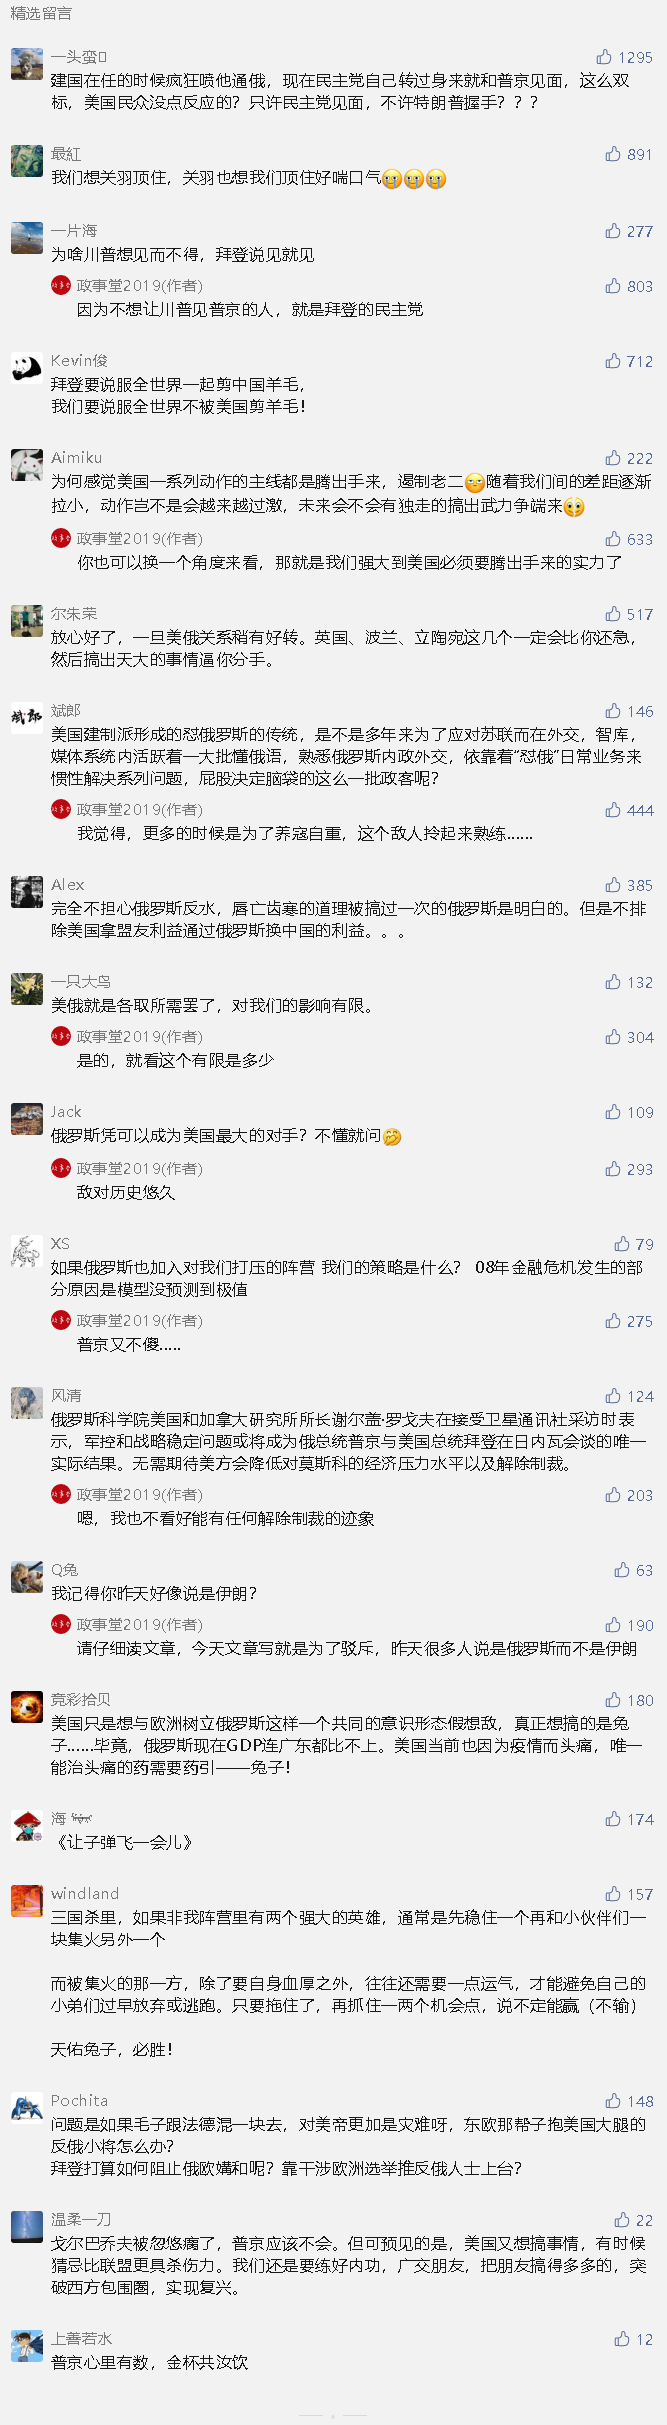 精选留言
一头蛮
1295
建国在任的时候疯狂喷他通俄，现在民主党自己转过身来就和普京见面，这么双
标，美国民众没点反应的？只许民主党见面，不许特朗普握手？？？
最紅
891
我们想关羽顶住，关羽也想我们顶住好喘口气😭😭😭
一片海
277
为啥川普想见而不得，拜登说见就见
政事堂2019(作者)
803
因为不想让川普见普京的人，就是拜登的民主党
Kevin俊
712
拜登要说服全世界一起剪中国羊毛，
我们要说服全世界不被美国剪羊毛！
Aimiku
222
为何感觉美国一系列动作的主线都是腾出手来，遏制老二随着我们间的差距逐渐
拉小，动作岂不是会越来越过激，未来会不会有独走的搞出武力争端来
政事堂2019(作者)
633
你也可以换一个角度来看，那就是我们强大到美国必须要腾出手来的实力了
尔朱荣
517
放心好了，一旦美俄关系稍有好转。英国、波兰、立陶宛这几个一定会比你还急，
然后搞出天大的事情逼你分手。
斌郎
146
美国建制派形成的怼俄罗斯的传统，是不是多年来为了应对苏联而在外交，智库，
媒体系统内活跃着一大批懂俄语，熟悉俄罗斯内政外交，依靠着“怼俄”日常业务来
惯性解决系列问题，屁股决定脑袋的这么一批政客呢？
政事堂2019(作者)
444
我觉得，更多的时候是为了养寇自重，这个敌人拎起来熟练......
Alex
385
完全不担心俄罗斯反水，唇亡齿寒的道理被搞过一次的俄罗斯是明白的。但是不排
除美国拿盟友利益通过俄罗斯换中国的利益。。。
一只大鸟
132
美俄就是各取所需罢了，对我们的影响有限。
政事堂2019(作者)
304
是的，就看这个有限是多少
Jack
109
俄罗斯凭可以成为美国最大的对手？不懂就问
政事堂2019(作者)
293
敌对历史悠久
XS
79
如果俄罗斯也加入对我们打压的阵营 我们的策略是什么？ 08年金融危机发生的部
分原因是模型没预测到极值
政事堂2019(作者)
275
普京又不傻.....
风清
124
俄罗斯科学院美国和加拿大研究所所长谢尔盖·罗戈夫在接受卫星通讯社采访时表
示，军控和战略稳定问题或将成为俄总统普京与美国总统拜登在日内瓦会谈的唯一
实际结果。无需期待美方会降低对莫斯科的经济压力水平以及解除制裁。
政事堂2019(作者)
203
嗯，我也不看好能有任何解除制裁的迹象
Q兔
63
我记得你昨天好像说是伊朗？
政事堂2019(作者)
190
请仔细读文章，今天文章写就是为了驳斥，昨天很多人说是俄罗斯而不是伊朗
竞彩拾贝
180
美国只是想与欧洲树立俄罗斯这样一个共同的意识形态假想敌，真正想搞的是兔
子......毕竟，俄罗斯现在GDP连广东都比不上。美国当前也因为疫情而头痛，唯一
能治头痛的药需要药引——兔子！
海
174
《让子弹飞一会儿》
windland
157
三国杀里，如果非我阵营里有两个强大的英雄，通常是先稳住一个再和小伙伴们一
块集火另外一个
而被集火的那一方，除了要自身血厚之外，往往还需要一点运气，才能避免自己的
小弟们过早放弃或逃跑。只要拖住了，再抓住一两个机会点，说不定能赢（不输）
天佑兔子，必胜！
Pochita
148
问题是如果毛子跟法德混一块去，对美帝更加是灾难呀，东欧那帮子抱美国大腿的
反俄小将怎么办？
拜登打算如何阻止俄欧媾和呢？靠干涉欧洲选举推反俄人士上台？
温柔一刀
22
戈尔巴乔夫被忽悠瘸了，普京应该不会。但可预见的是，美国又想搞事情，有时候
猜忌比联盟更具杀伤力。我们还是要练好内功，广交朋友，把朋友搞得多多的，突
破西方包围圈，实现复兴。
上善若水
12
普京心里有数，金杯共汝饮